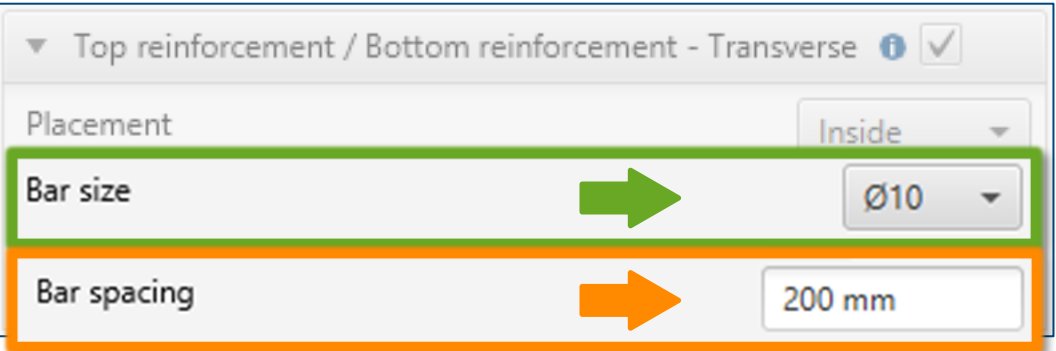 Top reinforcement / Bottom reinforcement - Transverse
Placement Inside
Bar size Ø10
Bar spacing 200 mm